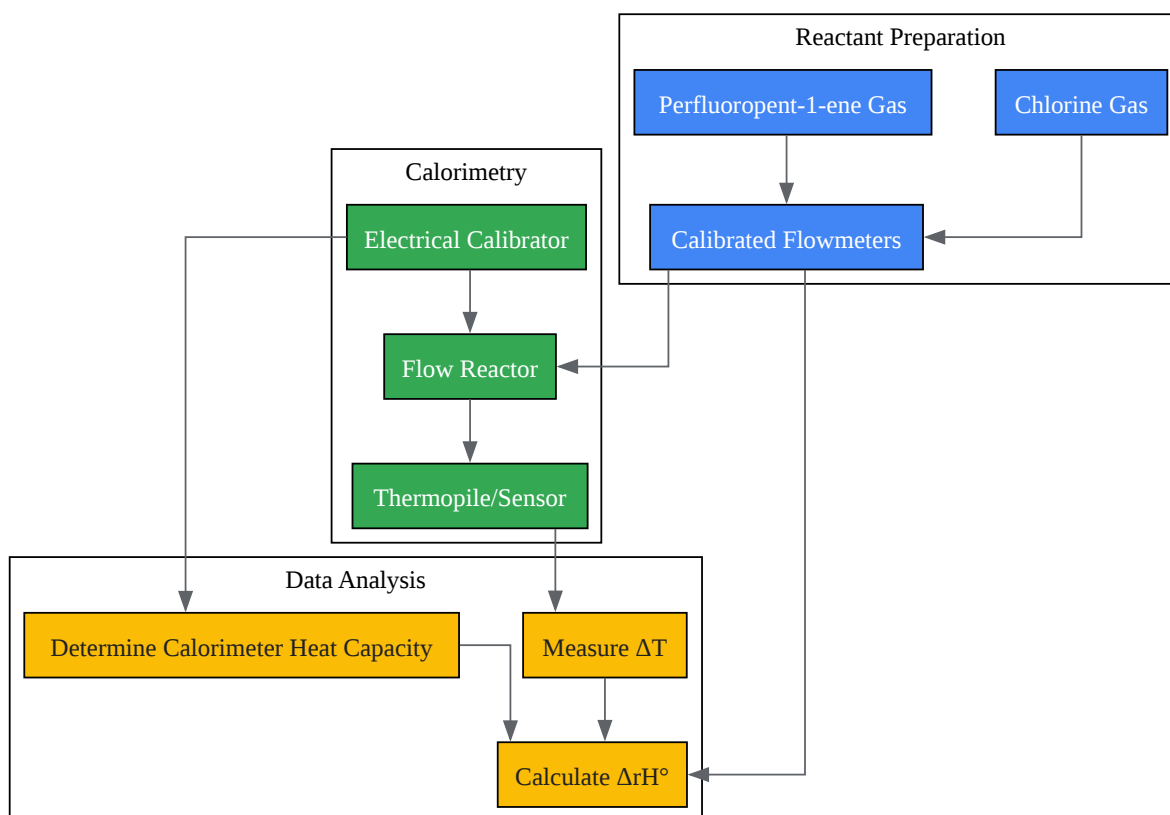 Reactant Preparation
Perfluoropent-1-ene Gas
Chlorine Gas
Calorimetry
Electrical Calibrator
Calibrated Flowmeters
Flow Reactor
Thermopile/Sensor
Data Analysis
Determine Calorimeter Heat Capacity
Measure ΔT
Calculate ΔrH°